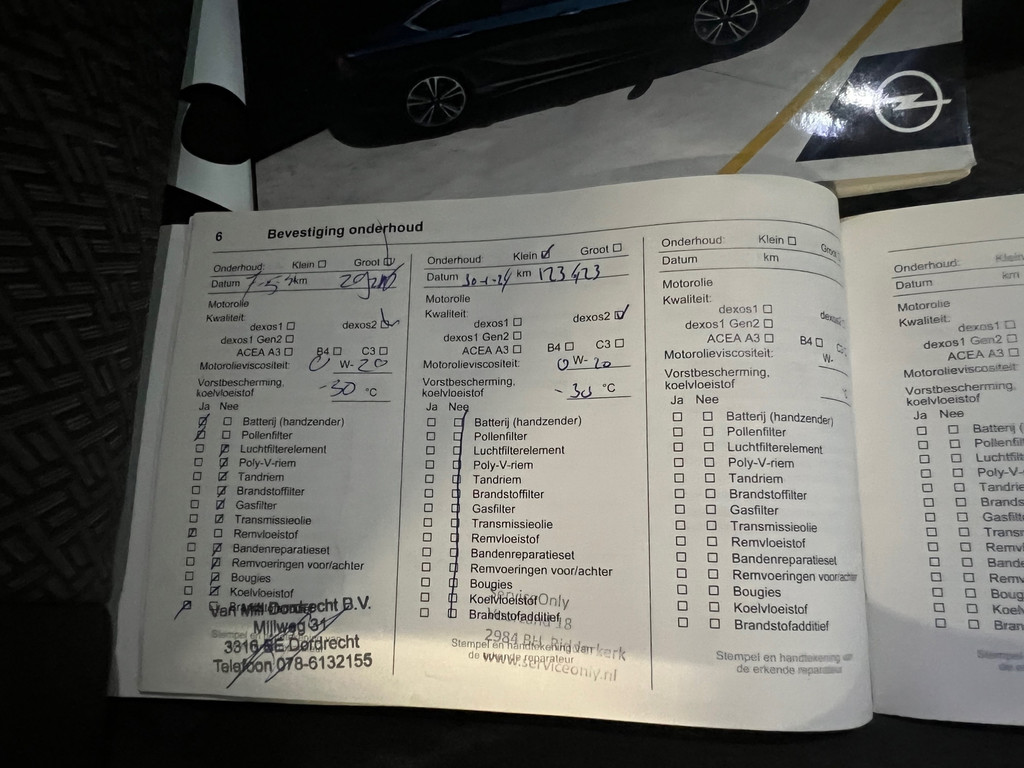 6 Bevestiging onderhoud
Onderhoud: Klein Groot
Datum km
Motorolie
Kwaliteit:
dexos1 dexos2
dexos1 Gen2
ACEA A3 B4 C3
Motorolieviscositeit: 0 W-20
Vorstbescherming, koelvloeistof -30 °C
Ja Nee
Batterij (handzender)
Pollenfilter
Luchtfilterelement
Poly-V-riem
Tandriem
Brandstoffilter
Gasfilter
Transmissieolie
Remvloeistof
Bandenreparatieset
Remvoeringen voor/achter
Bougies
Koelvloeistof
Van Mill Dordrecht B.V.
Mijlweg 31
3316 BE Dordrecht
Telefoon 078-6132155
Onderhoud: Klein Groot
Datum 30-1-24 km 123423
Motorolie
Kwaliteit:
dexos1 dexos2
dexos1 Gen2
ACEA A3 B4 C3
Motorolieviscositeit: 0 W-20
Vorstbescherming, koelvloeistof -30 °C
Ja Nee
Batterij (handzender)
Pollenfilter
Luchtfilterelement
Poly-V-riem
Tandriem
Brandstoffilter
Gasfilter
Transmissieolie
Remvloeistof
Bandenreparatieset
Remvoeringen voor/achter
Bougies
Koelvloeistof
Brandstofadditief
ServiceOnly
18
2984 BH Ridderkerk
Stempel en handtekening van
de erkende reparateur
www.serviceonly.nl
Onderhoud: Klein
Datum km
Motorolie
Kwaliteit:
dexos1
dexos1 Gen2
ACEA A3 B4
Motorolieviscositeit: W-
Vorstbescherming,
koelvloeistof
Ja Nee
Batterij (handzender)
Pollenfilter
Luchtfilterelement
Poly-V-riem
Tandriem
Brandstoffilter
Gasfilter
Transmissieolie
Remvloeistof
Bandenreparatieset
Remvoeringen voor/achter
Bougies
Koelvloeistof
Brandstofadditief
Stempel en handtekening van
de erkende reparateur
Onderhoud: Klein
Datum km
Motorolie
Kwaliteit:
dexos1
dexos1 Gen2
ACEA A3
Motorolieviscositeit:
Vorstbescherming,
koelvloeistof
Ja Nee